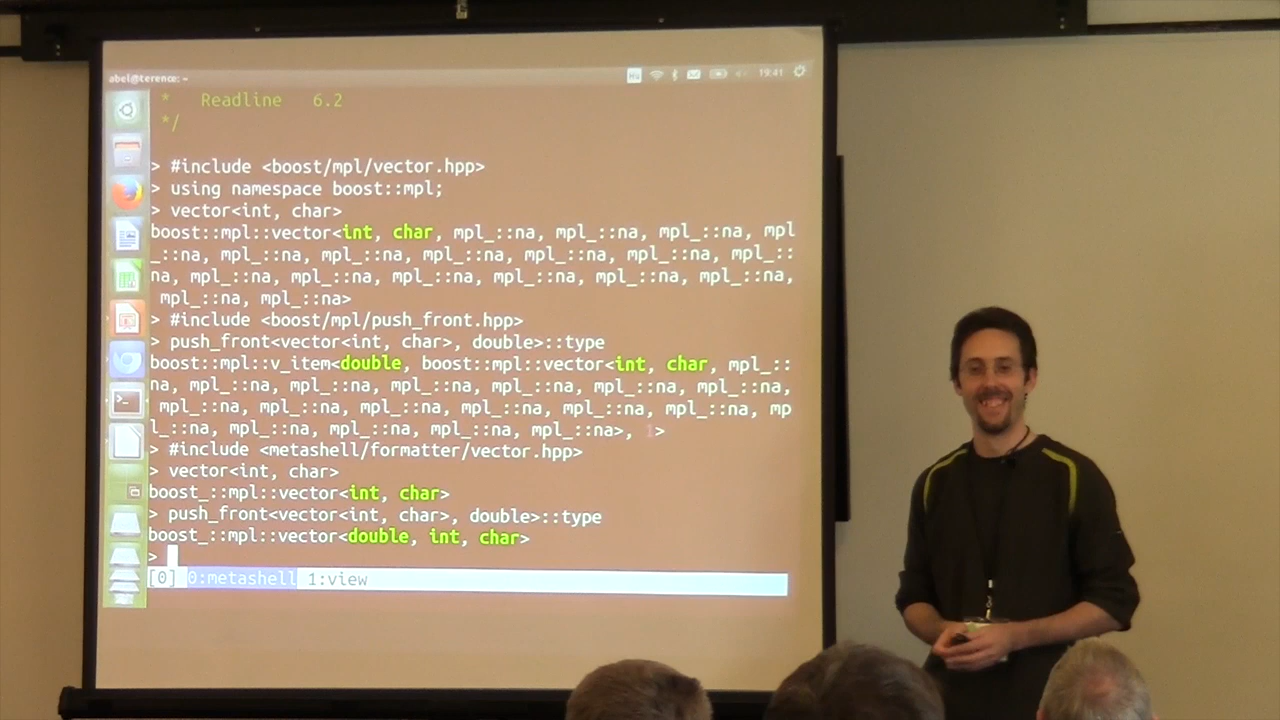 abel@terence: ~
Hu
19:41
* Readline 6.2
*/
> #include <boost/mpl/vector.hpp>
> using namespace boost::mpl;
> vector<int, char>
boost::mpl::vector<int, char, mpl_::na, mpl_::na, mpl_::na, mpl
_::na, mpl_::na, mpl_::na, mpl_::na, mpl_::na, mpl_::na, mpl_::
na, mpl_::na, mpl_::na, mpl_::na, mpl_::na, mpl_::na, mpl_::na,
mpl_::na, mpl_::na>
> #include <boost/mpl/push_front.hpp>
> push_front<vector<int, char>, double>::type
boost::mpl::v_item<double, boost::mpl::vector<int, char, mpl_::
na, mpl_::na, mpl_::na, mpl_::na, mpl_::na, mpl_::na, mpl_::na,
mpl_::na, mpl_::na, mpl_::na, mpl_::na, mpl_::na, mpl_::na, mp
l_::na, mpl_::na, mpl_::na, mpl_::na, mpl_::na>, 1>
> #include <metashell/formatter/vector.hpp>
> vector<int, char>
boost_::mpl::vector<int, char>
> push_front<vector<int, char>, double>::type
boost_::mpl::vector<double, int, char>
>
[0] 0:metashell 1:view